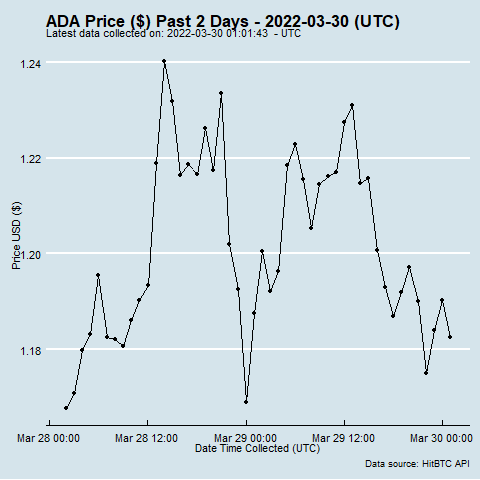 ADA Price ($) Past 2 Days - 2022-03-30 (UTC)
Latest data collected on: 2022-03-30 01:01:43 - UTC
1.24
1.22
1.20
1.18
Price USD ($)
Mar 28 00:00 Mar 28 12:00 Mar 29 00:00 Mar 29 12:00 Mar 30 00:00
Date Time Collected (UTC)
Data source: HitBTC API